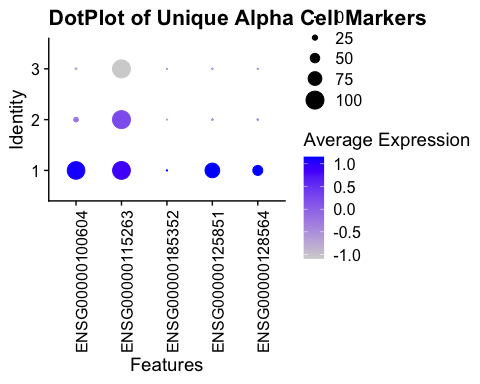 DotPlot of Unique Alpha Cell Markers
0
25
50
75
100
Average Expression
1.0
0.5
0.0
-0.5
-1.0
Identity
3
2
1
ENSG00000100604
ENSG00000115263
ENSG00000185352
ENSG00000125851
ENSG00000128564
Features